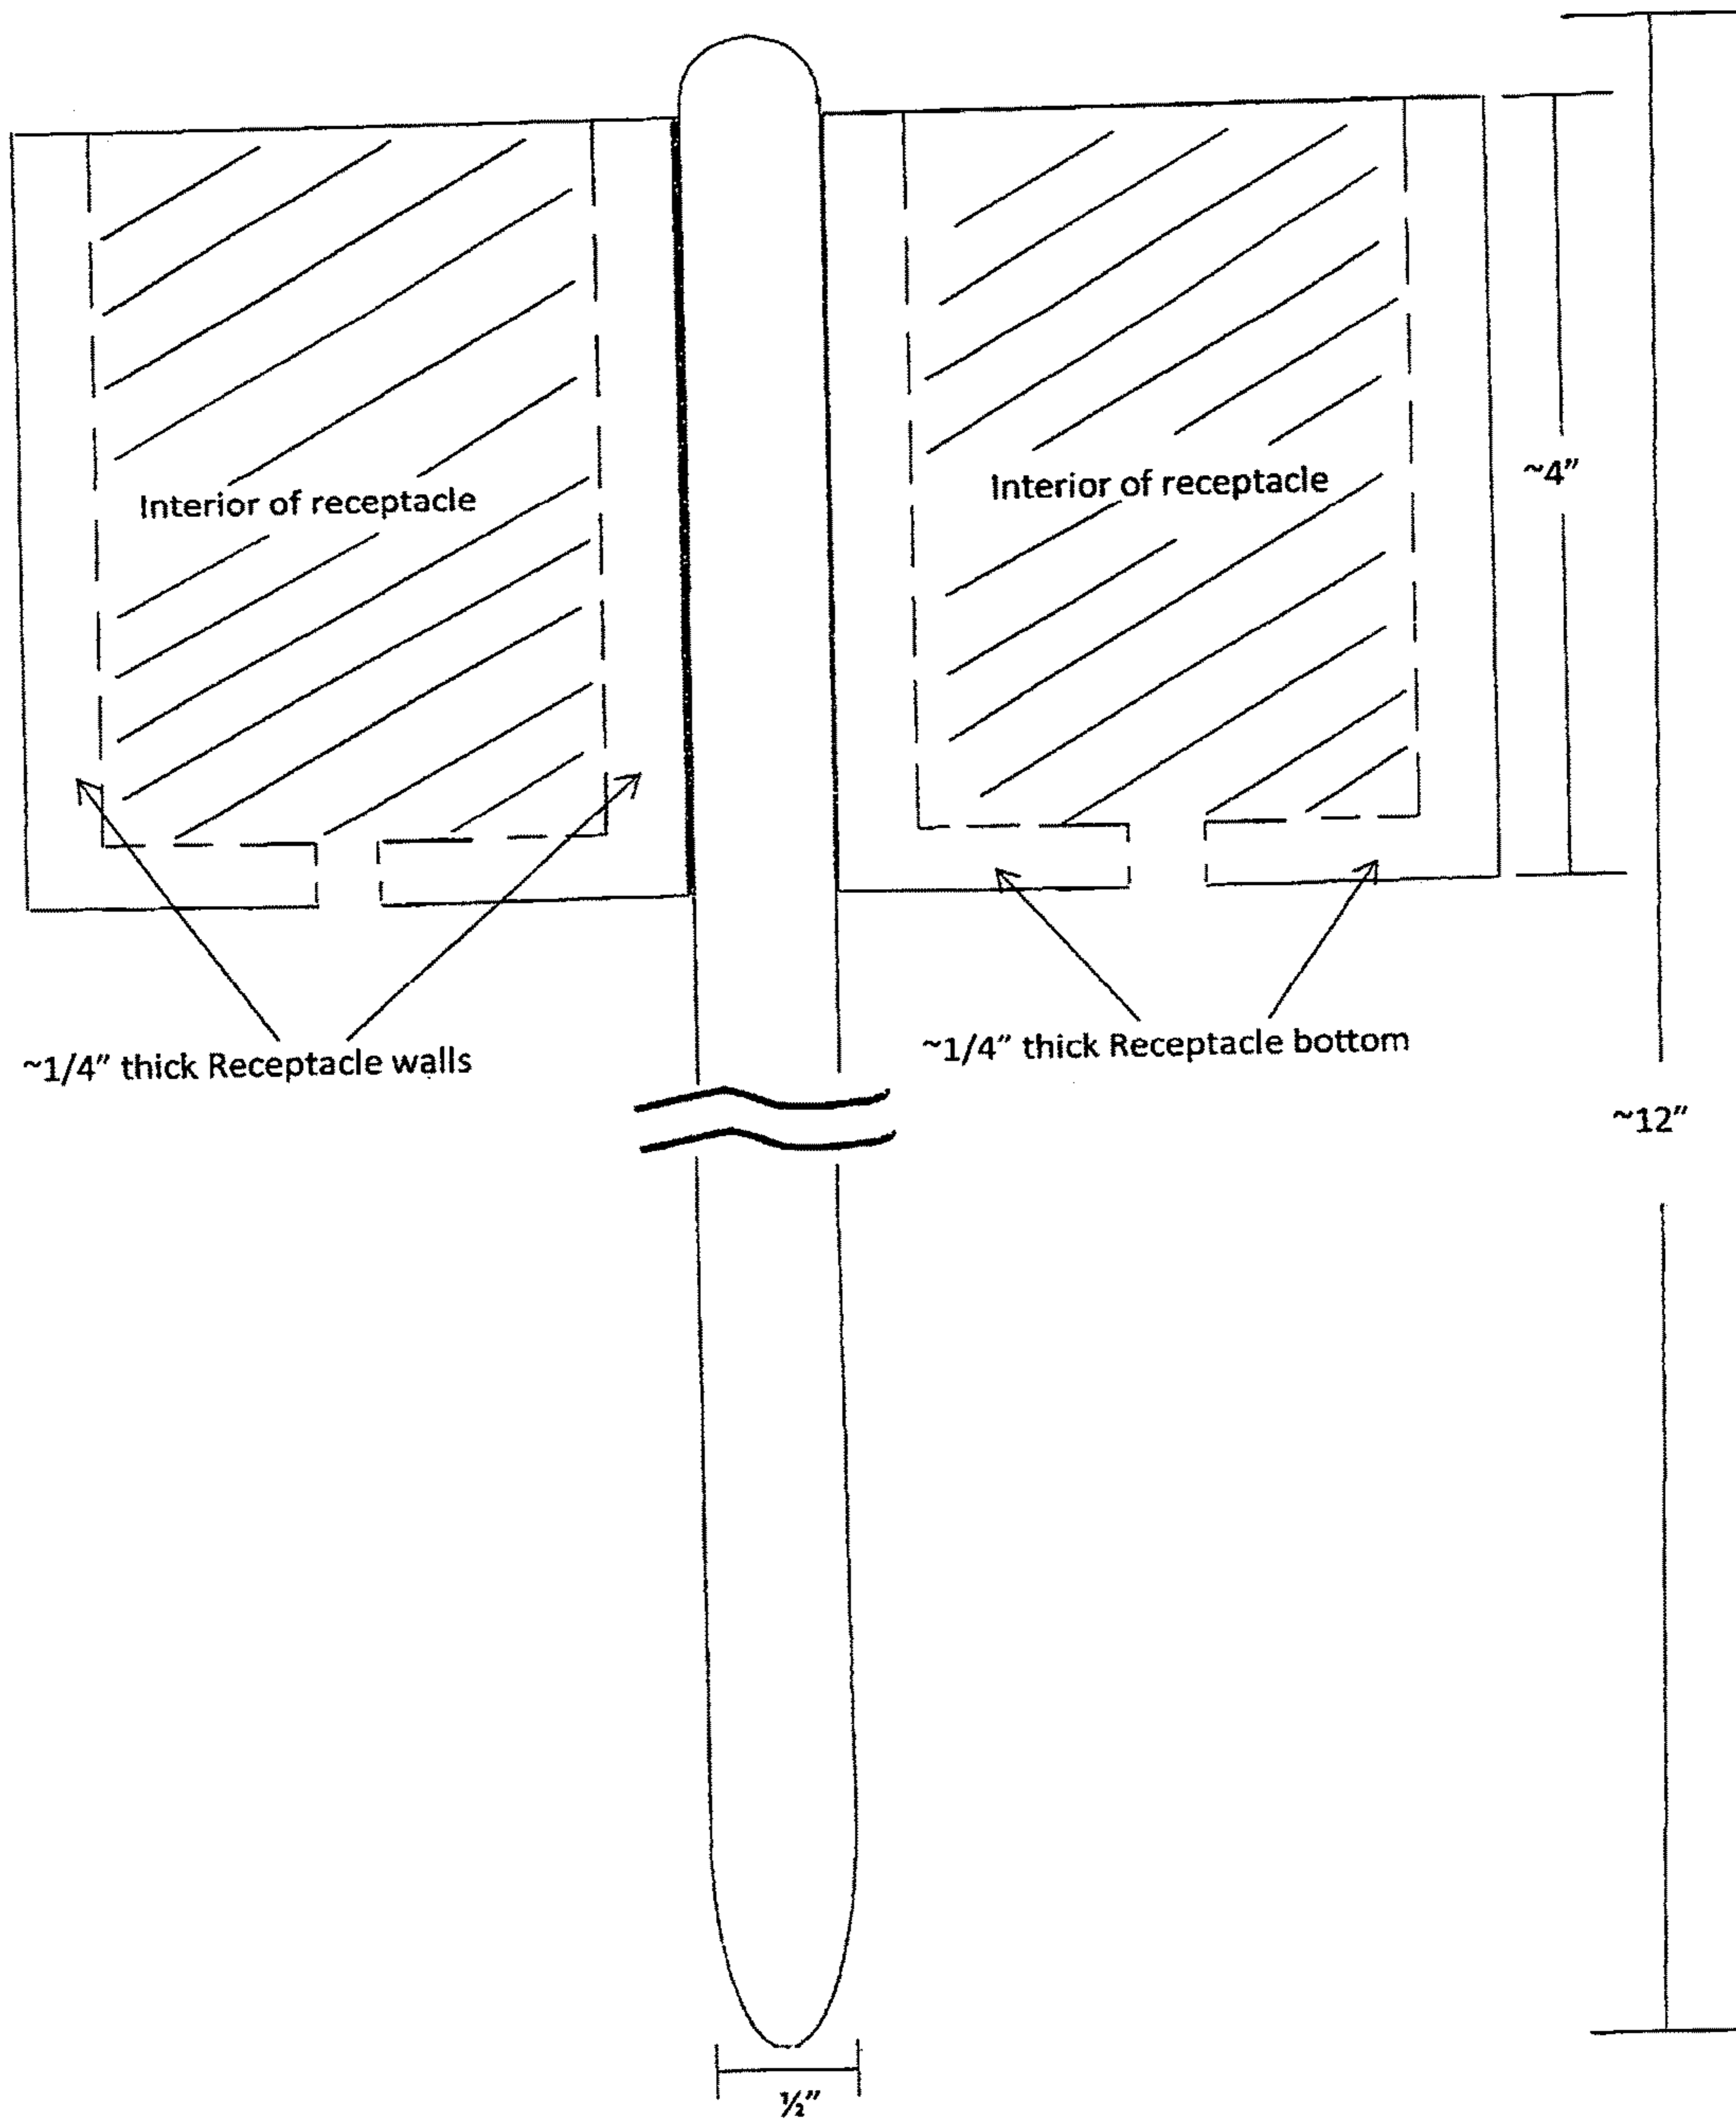 ~4”
Interior of receptacle
Interior of receptacle
~1/4” thick Receptacle walls
~1/4” thick Receptacle bottom
~12”
½”